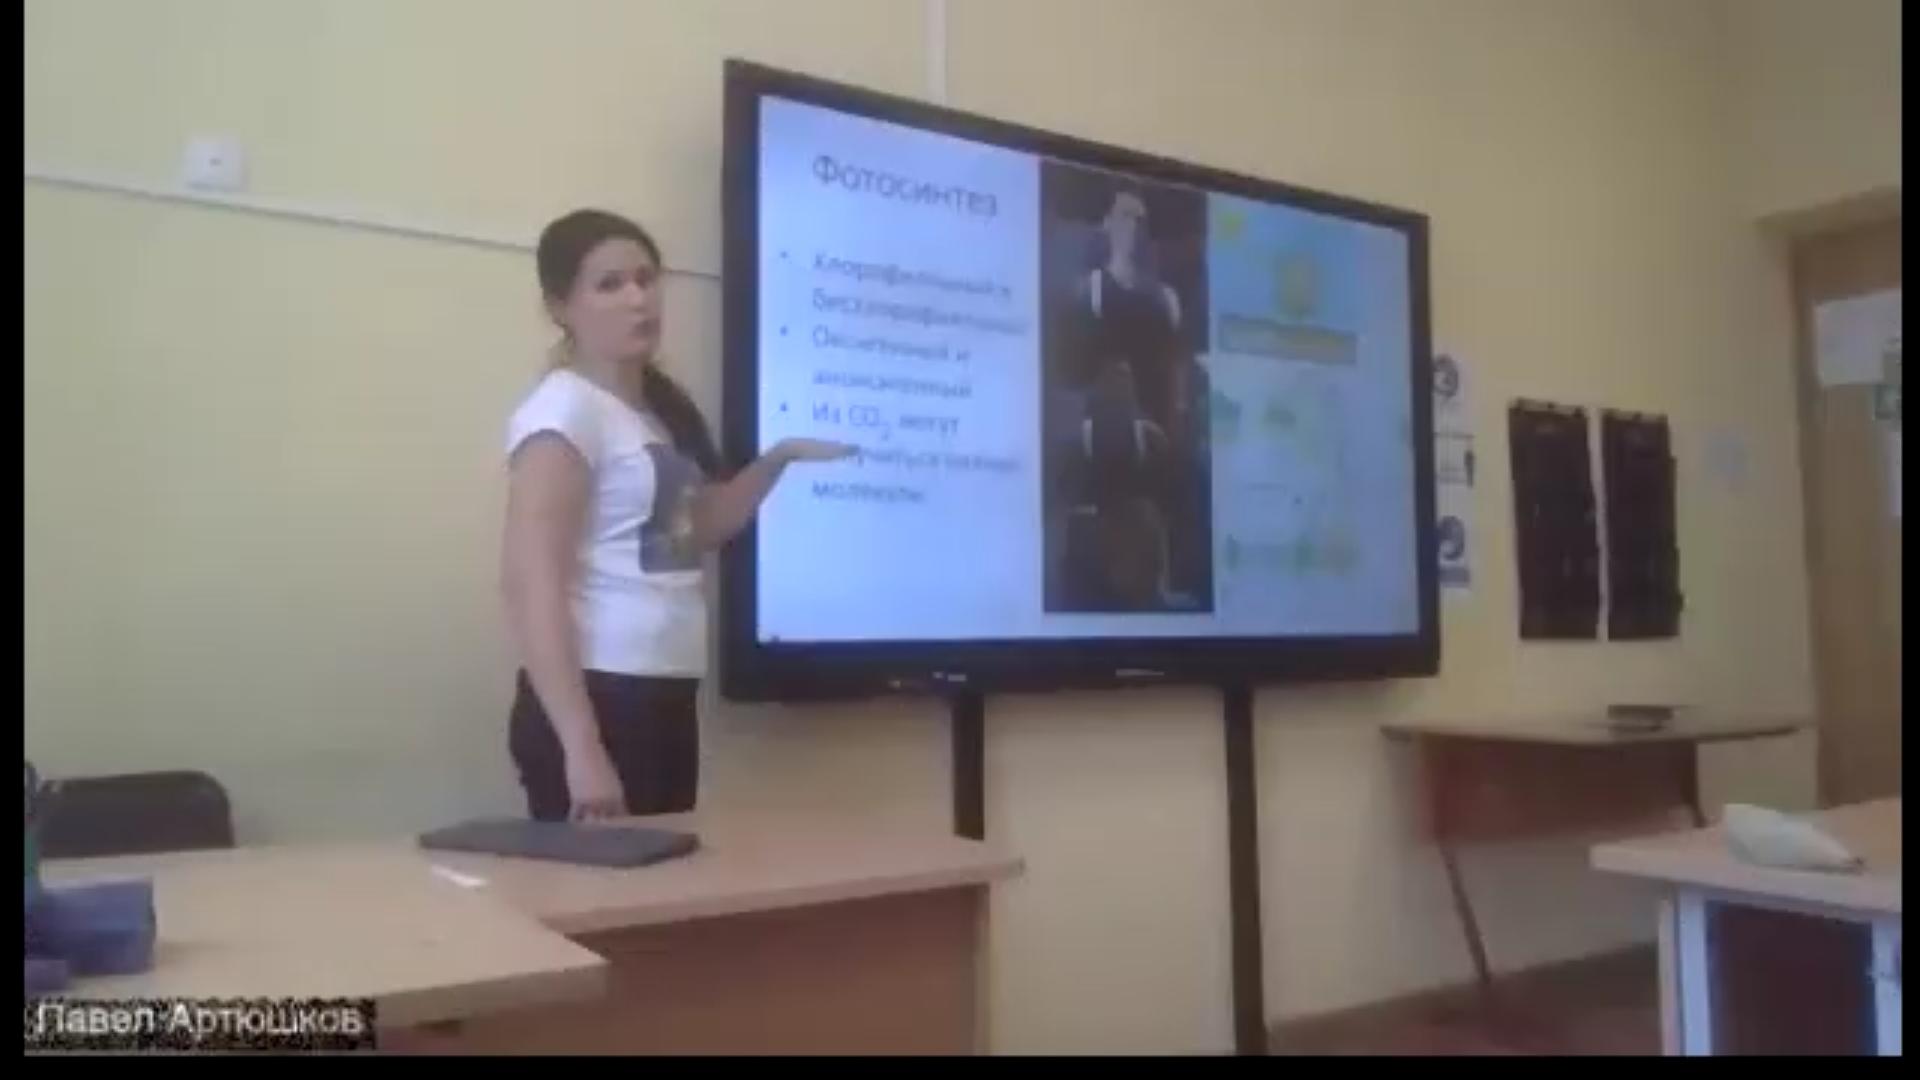 Фотосинтез
• Хлорофилльный и
бесхлорофилльный
• Оксигенный и
аноксигенный
• Из CO2 могут
получиться разные
молекулы
Павел Артюшков